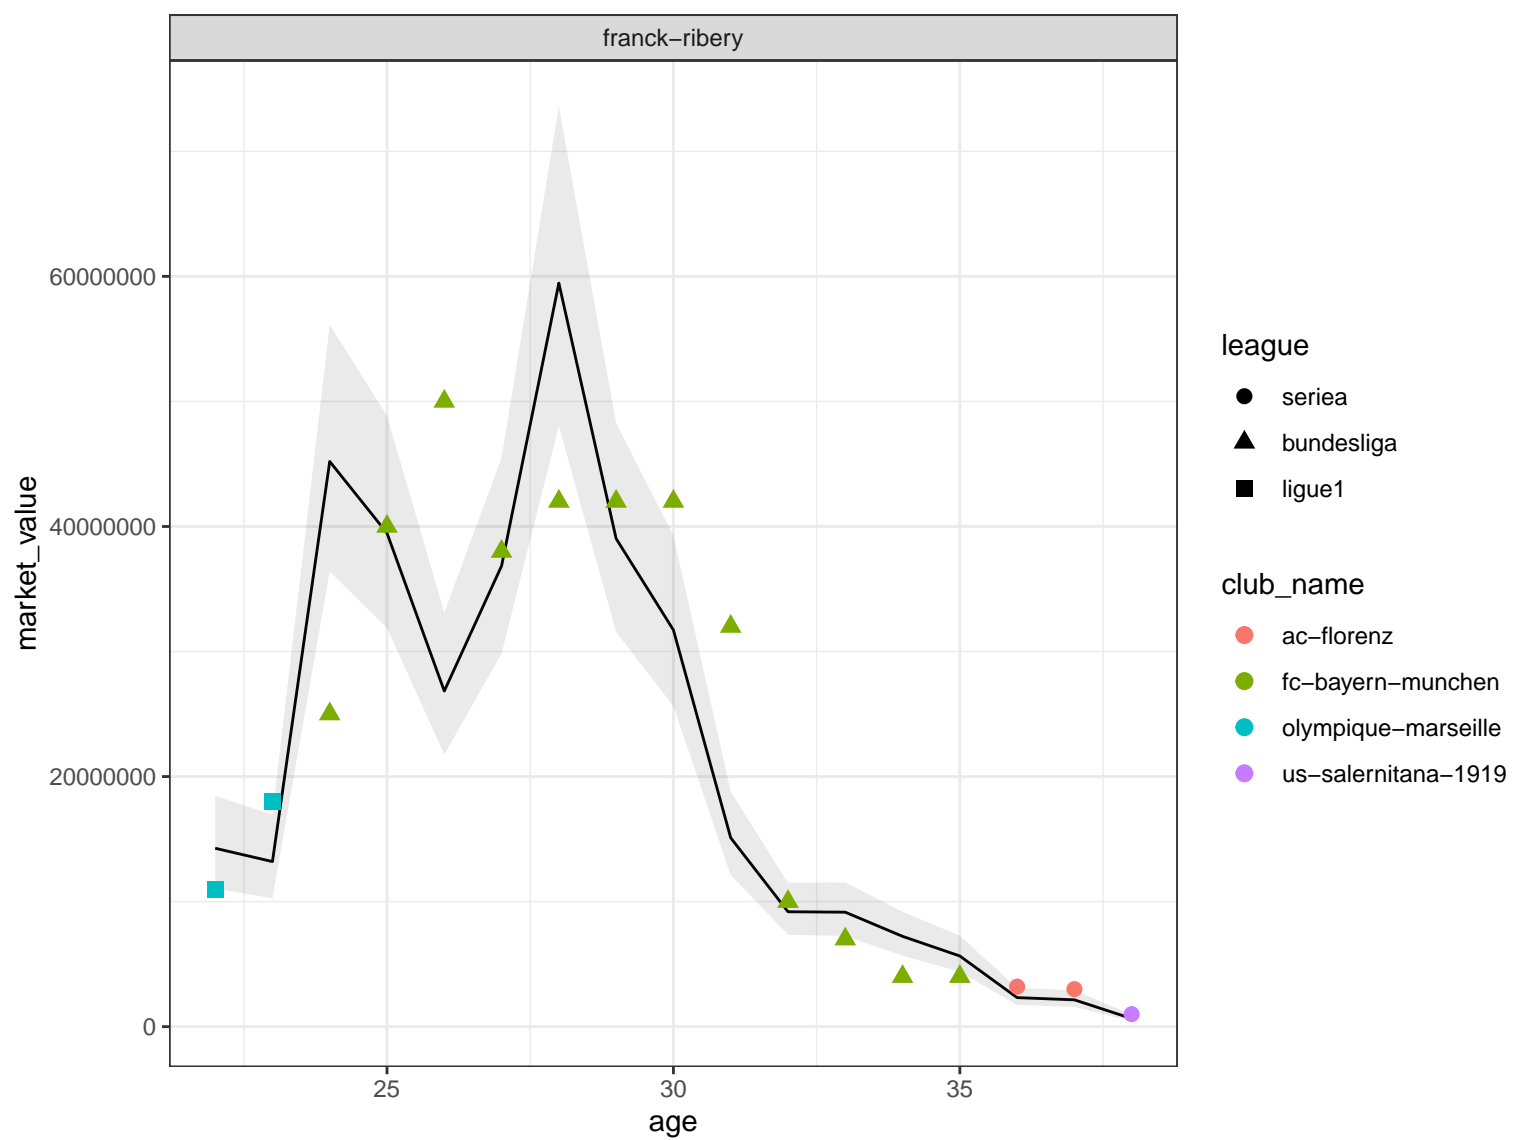 franck−ribery
market_value
60000000
40000000
20000000
0
25
30
35
age
league
seriea
bundesliga
ligue1
club_name
ac−florenz
fc−bayern−munchen
olympique−marseille
us−salernitana−1919